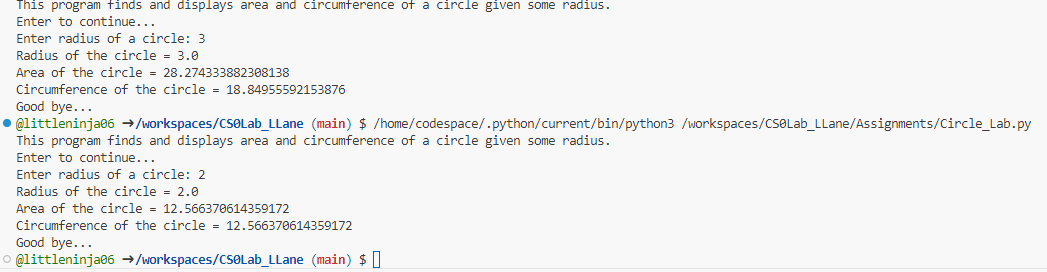 This program finds and displays area and circumference of a circle given some radius.
Enter to continue...
Enter radius of a circle: 3
Radius of the circle = 3.0
Area of the circle = 28.274333882308138
Circumference of the circle = 18.84955592153876
Good bye...
@littleninja06 ➜/workspaces/CS0Lab_LLane (main) $ /home/codespace/.python/current/bin/python3 /workspaces/CS0Lab_LLane/Assignments/Circle_Lab.py
This program finds and displays area and circumference of a circle given some radius.
Enter to continue...
Enter radius of a circle: 2
Radius of the circle = 2.0
Area of the circle = 12.566370614359172
Circumference of the circle = 12.566370614359172
Good bye...
@littleninja06 ➜/workspaces/CS0Lab_LLane (main) $